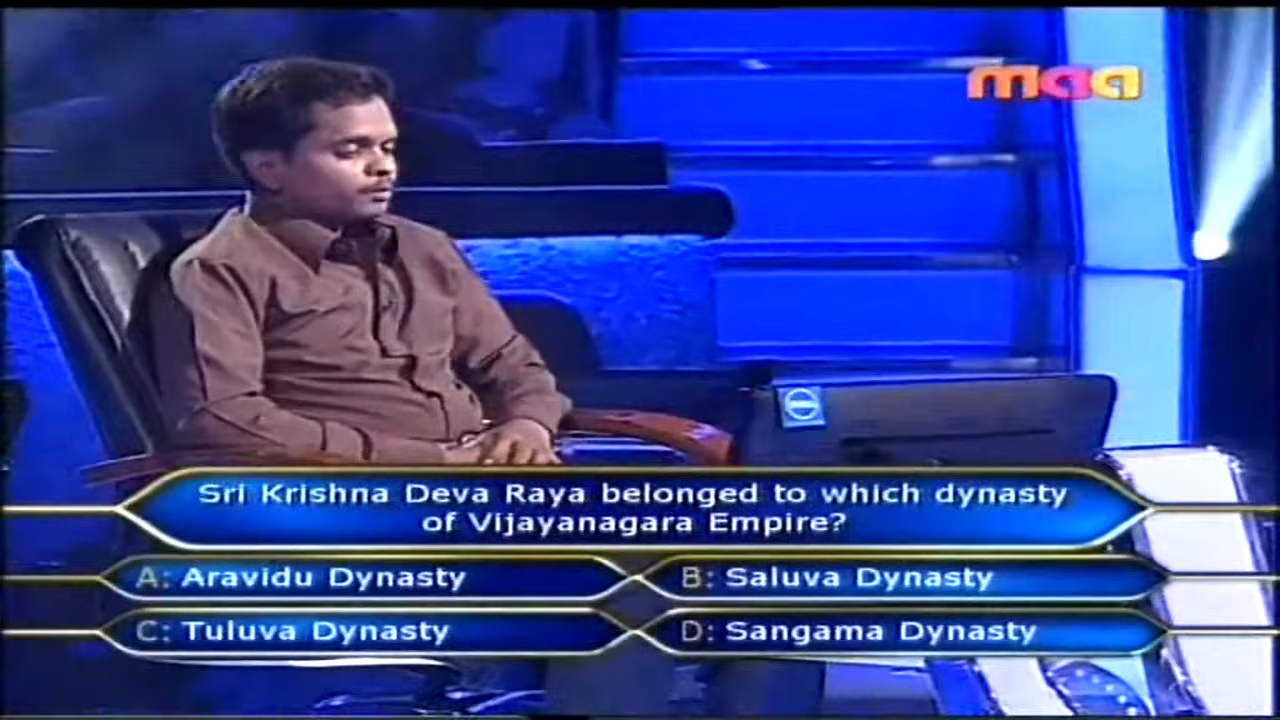 maa
Sri Krishna Deva Raya belonged to which dynasty
of Vijayanagara Empire?
A: Aravidu Dynasty
B: Saluva Dynasty
C: Tuluva Dynasty
D: Sangama Dynasty